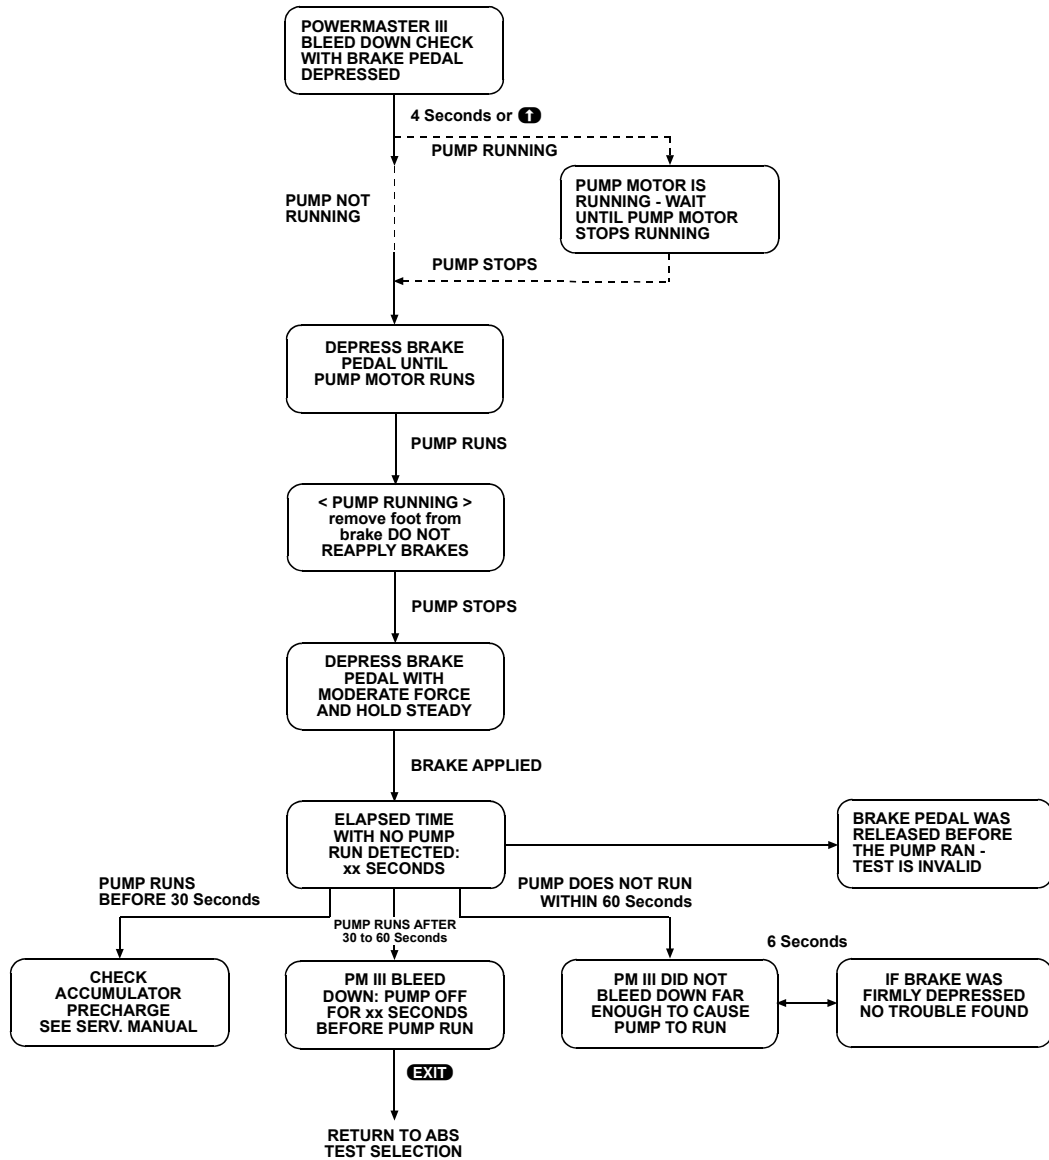 POWERMASTER III
BLEED DOWN CHECK
WITH BRAKE PEDAL
DEPRESSED
4 Seconds or
PUMP RUNNING
PUMP NOT
RUNNING
PUMP MOTOR IS
RUNNING - WAIT
UNTIL PUMP MOTOR
STOPS RUNNING
PUMP STOPS
DEPRESS BRAKE
PEDAL UNTIL
PUMP MOTOR RUNS
PUMP RUNS
< PUMP RUNNING >
remove foot from
brake DO NOT
REAPPLY BRAKES
PUMP STOPS
DEPRESS BRAKE
PEDAL WITH
MODERATE FORCE
AND HOLD STEADY
BRAKE APPLIED
ELAPSED TIME
WITH NO PUMP
RUN DETECTED:
xx SECONDS
BRAKE PEDAL WAS
RELEASED BEFORE
THE PUMP RAN -
TEST IS INVALID
PUMP RUNS
BEFORE 30 Seconds
PUMP RUNS AFTER
30 to 60 Seconds
PUMP DOES NOT RUN
WITHIN 60 Seconds
6 Seconds
CHECK
ACCUMULATOR
PRECHARGE
SEE SERV. MANUAL
PM III BLEED
DOWN: PUMP OFF
FOR xx SECONDS
BEFORE PUMP RUN
PM III DID NOT
BLEED DOWN FAR
ENOUGH TO CAUSE
PUMP TO RUN
IF BRAKE WAS
FIRMLY DEPRESSED
NO TROUBLE FOUND
EXIT
RETURN TO ABS
TEST SELECTION